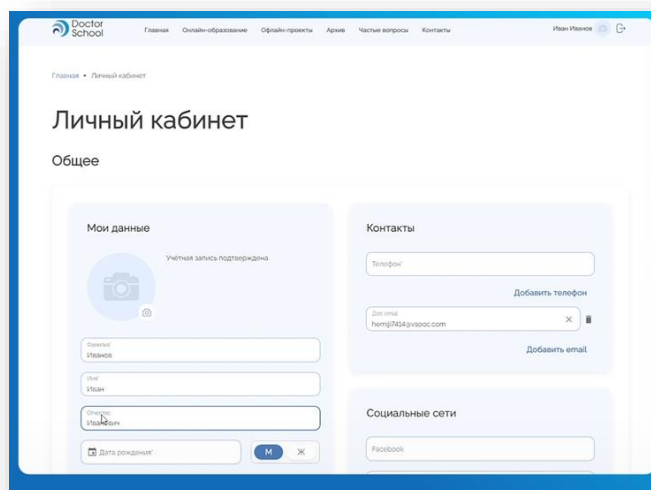 Doctor
School
Главная Онлайн-образование Офлайн-проекты Архив Частые вопросы Контакты
Иван Иванов
Главная • Личный кабинет
Личный кабинет
Общее
Мои данные
Учётная запись подтверждена
Фамилия*
Иванов
Имя*
Иван
Отчество
Иванович
Дата рождения*
М Ж
Контакты
Телефон*
Добавить телефон
Доп. email
hemji7414@vsooc.com
Добавить email
Социальные сети
Facebook